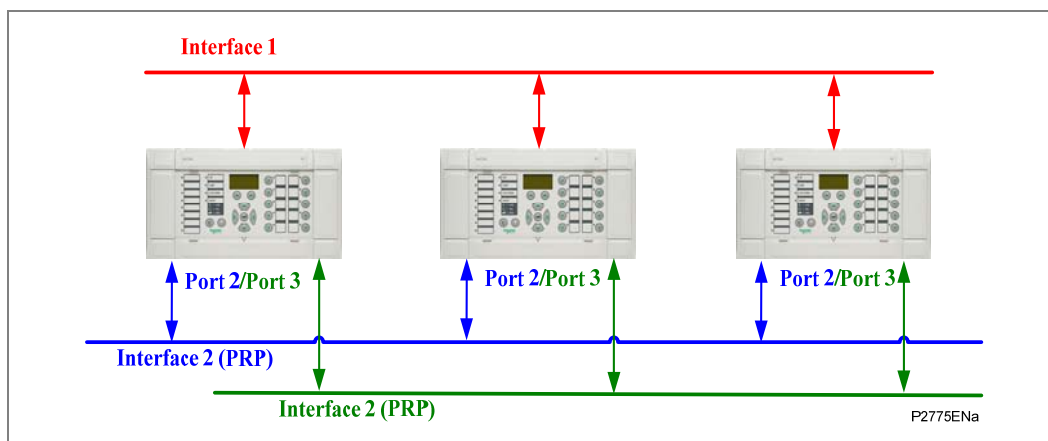 Interface 1
Port 2/Port 3
Port 2/Port 3
Port 2/Port 3
Interface 2 (PRP)
Interface 2 (PRP)
P2775ENa